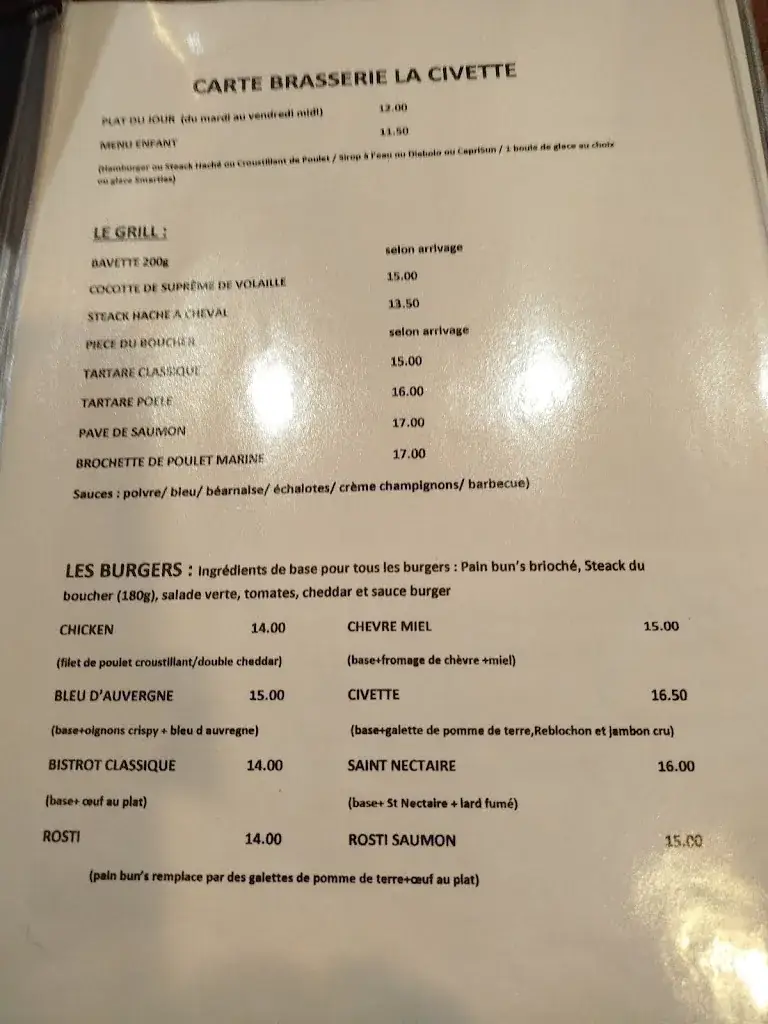 CARTE BRASSERIE LA CIVETTE
PLAT DU JOUR (du mardi au vendredi midi) 12.00
MENU ENFANT 11.50
(Hamburger ou Steack Haché ou Croustillant de Poulet / Sirop à l'eau ou Diabolo ou CapriSun / 1 boule de glace au choix
ou glace Smarties)
LE GRILL :
BAVETTE 200g selon arrivage
COCOTTE DE SUPRÊME DE VOLAILLE 15.00
STEACK HACHE A CHEVAL 13.50
PIECE DU BOUCHER selon arrivage
TARTARE CLASSIQUE 15.00
TARTARE POELE 16.00
PAVE DE SAUMON 17.00
BROCHETTE DE POULET MARINE 17.00
Sauces : poivre/ bleu/ béarnaise/ échalotes/ crème champignons/ barbecue)
LES BURGERS : Ingrédients de base pour tous les burgers : Pain bun's brioché, Steack du
boucher (180g), salade verte, tomates, cheddar et sauce burger
CHICKEN 14.00 CHEVRE MIEL 15.00
(filet de poulet croustillant/double cheddar) (base+fromage de chèvre +miel)
BLEU D'AUVERGNE 15.00 CIVETTE 16.50
(base+oignons crispy + bleu d auvregne) (base+galette de pomme de terre,Reblochon et jambon cru)
BISTROT CLASSIQUE 14.00 SAINT NECTAIRE 16.00
(base+ œuf au plat) (base+ St Nectaire + lard fumé)
ROSTI 14.00 ROSTI SAUMON 15.00
(pain bun's remplace par des galettes de pomme de terre+œuf au plat)